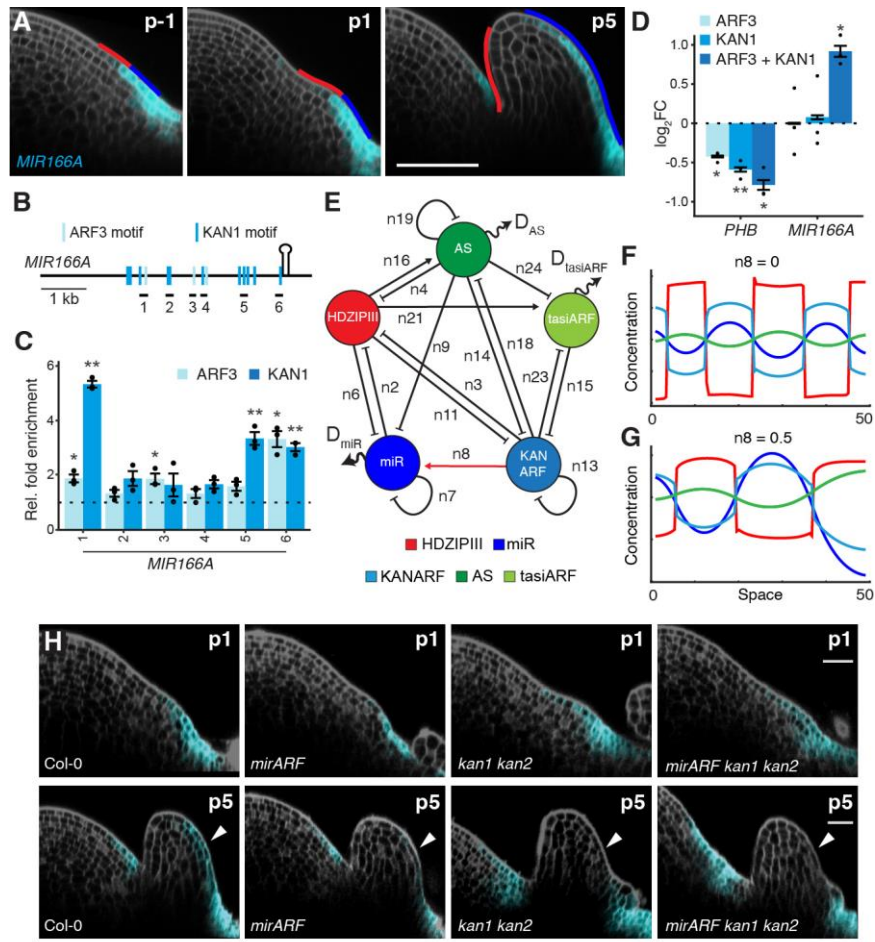 A
p-1
p1
p5
MIR166A
D
ARF3
KAN1
ARF3 + KAN1
log2FC
1.0
0.5
0
-0.5
-1.0
*
**
*
*
PHB
MIR166A
B
ARF3 motif
KAN1 motif
MIR166A
1 kb
1
2
3
4
5
6
C
ARF3
KAN1
Rel. fold enrichment
6
4
2
0
*
**
*
**
*
**
1
2
3
4
5
6
MIR166A
E
n19
AS
DAS
n16
n4
n24
DtasiARF
HDZIPIII
n21
tasiARF
n9
n14
n18
n6
n2
n3
n11
n23
n15
DmiR
miR
n8
KAN
ARF
n7
n13
HDZIPIII
miR
KANARF
AS
tasiARF
F
n8 = 0
Concentration
0
50
G
n8 = 0.5
Concentration
0
Space
50
H
p1
p1
p1
p1
Col-0
mirARF
kan1 kan2
mirARF kan1 kan2
p5
p5
p5
p5
Col-0
mirARF
kan1 kan2
mirARF kan1 kan2